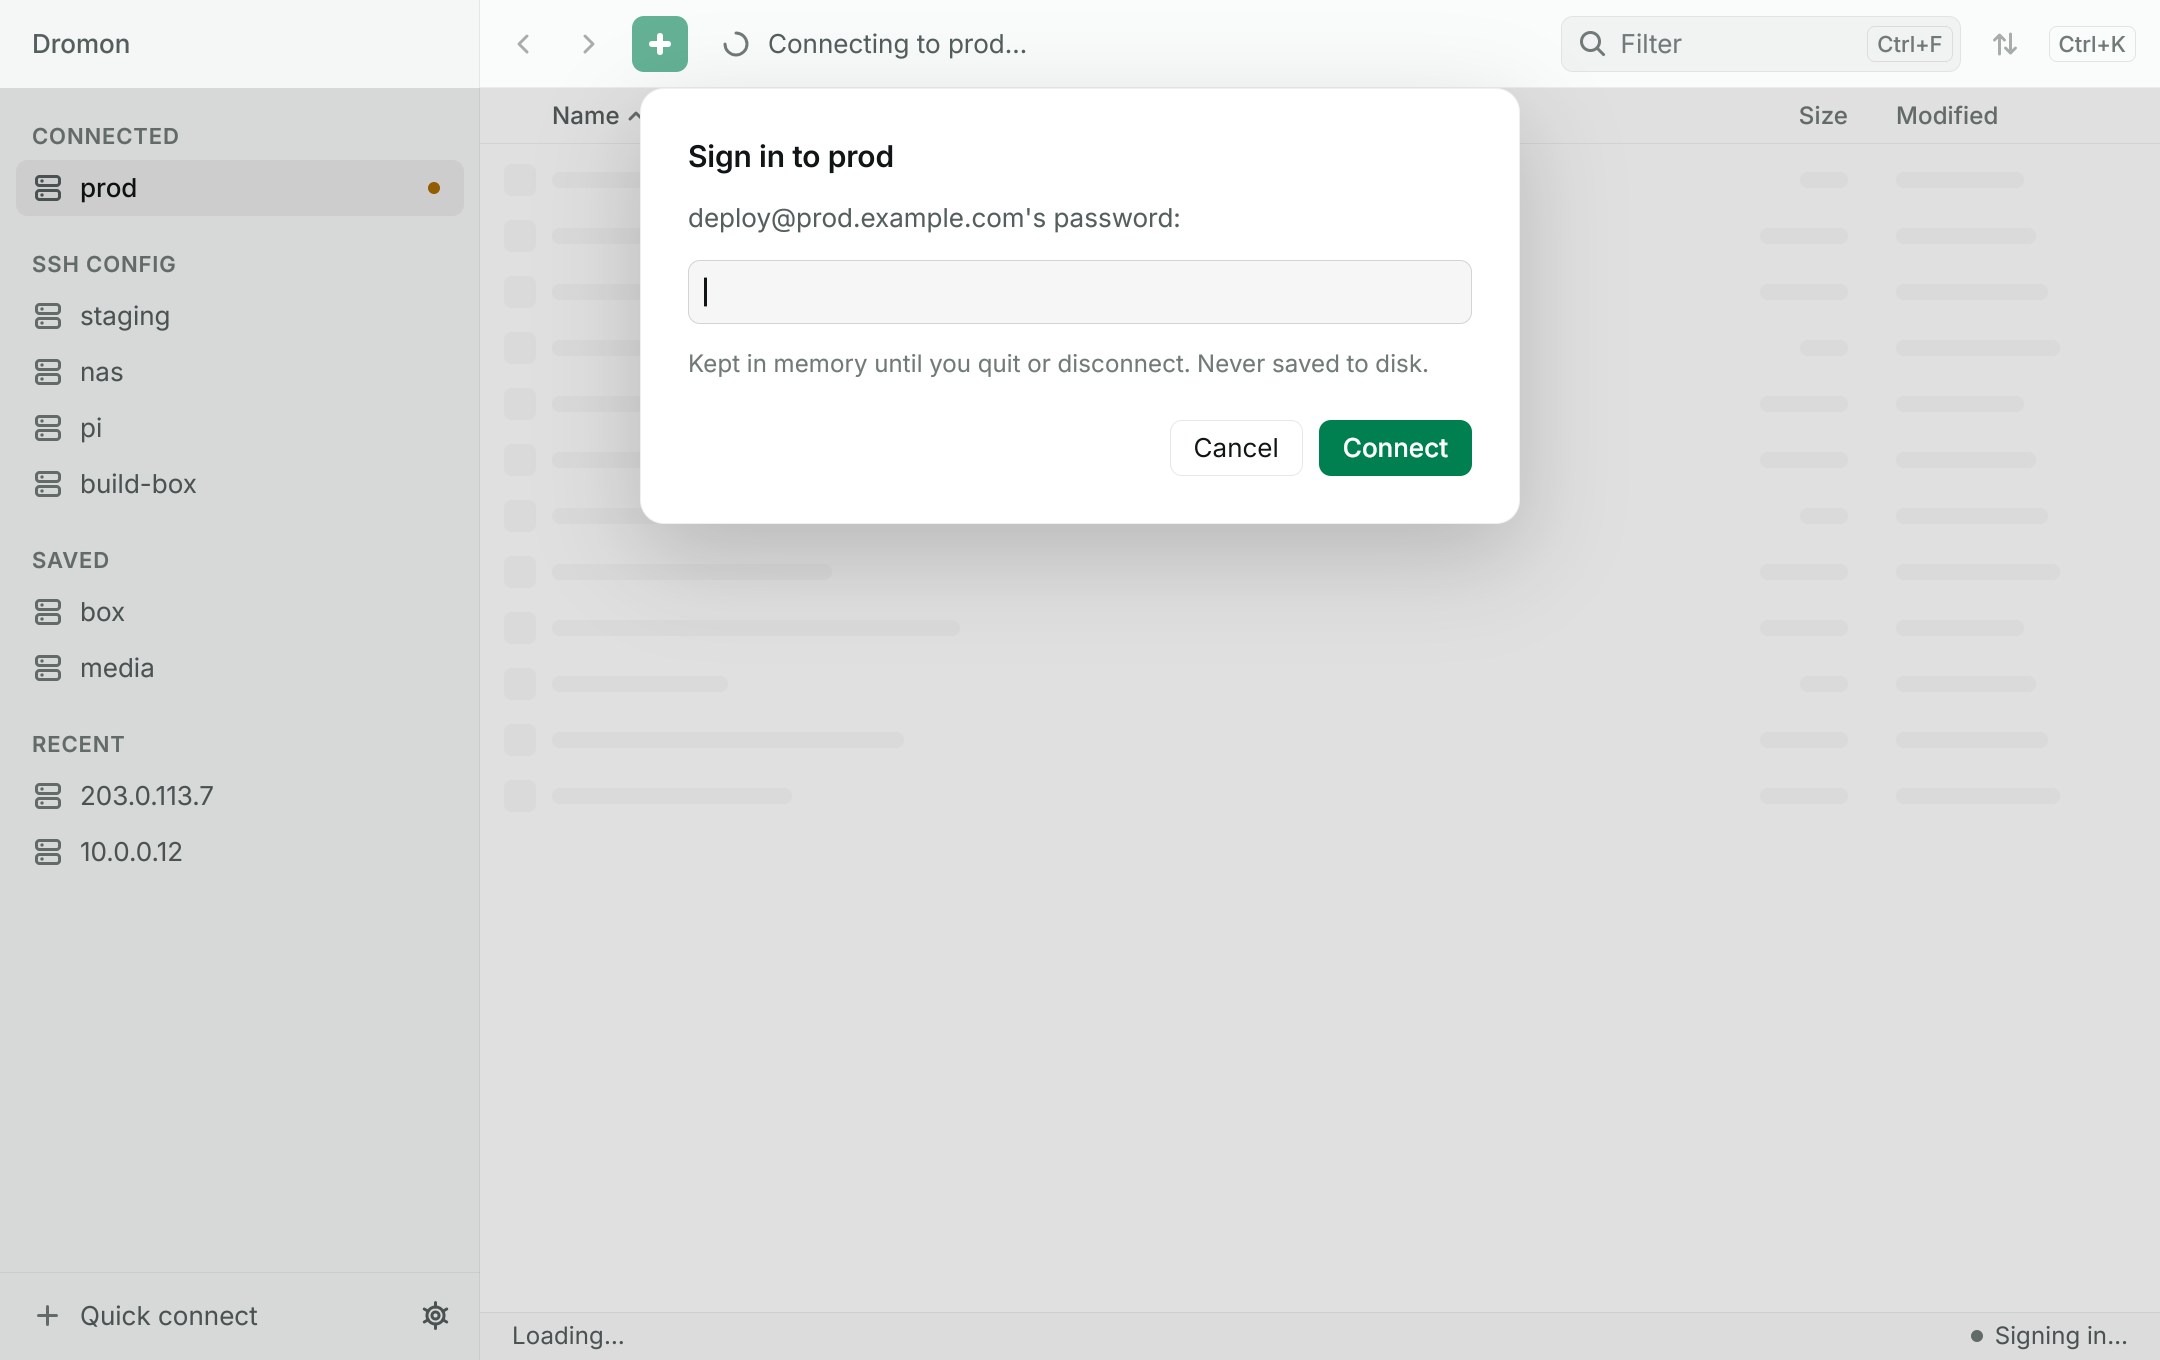 Dromon
Connecting to prod...
Filter
Ctrl+F
Ctrl+K
CONNECTED
prod
SSH CONFIG
staging
nas
pi
build-box
SAVED
box
media
RECENT
203.0.113.7
10.0.0.12
Quick connect
Name
Size
Modified
Sign in to prod
deploy@prod.example.com's password:
Kept in memory until you quit or disconnect. Never saved to disk.
Cancel
Connect
Loading...
Signing in...